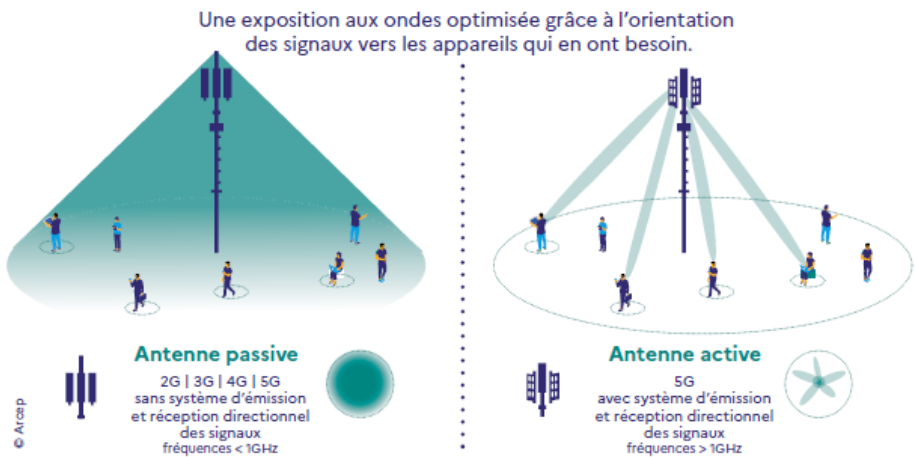 Une exposition aux ondes optimisée grâce à l'orientation
des signaux vers les appareils qui en ont besoin.
Antenne passive
2G | 3G | 4G | 5G
sans système d'émission
et réception directionnel
des signaux
fréquences < 1GHz
Antenne active
5G
avec système d'émission
et réception directionnel
des signaux
fréquences > 1GHz
© Arcep